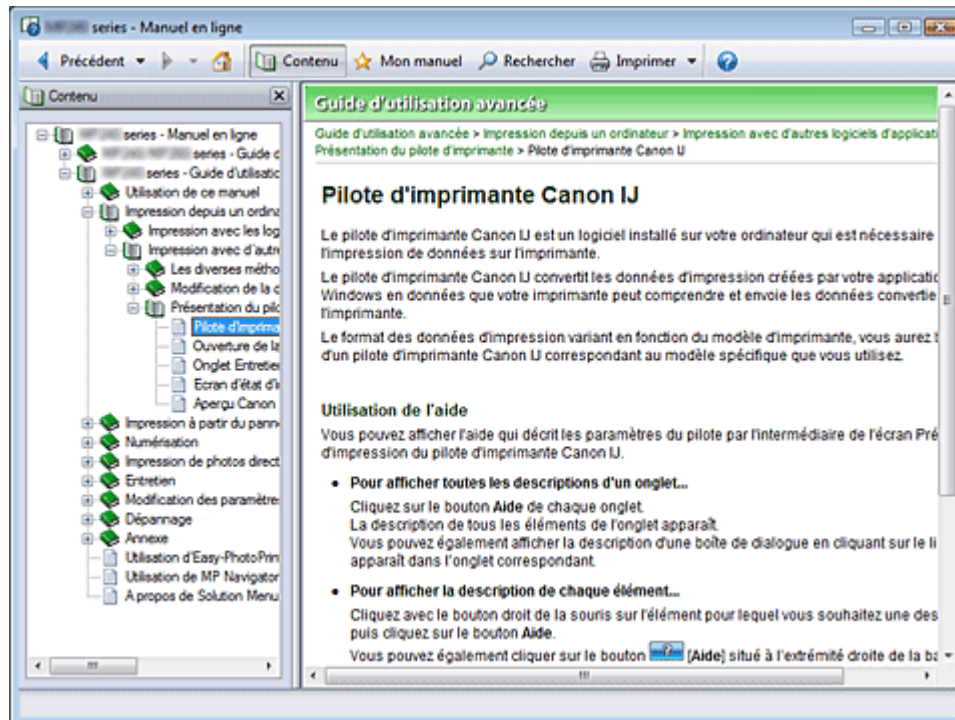 series - Manuel en ligne
Précédent
Contenu
Mon manuel
Rechercher
Imprimer
Contenu
series - Manuel en ligne
series - Guide d
series - Guide d'utilisatio
Utilisation de ce manuel
Impression depuis un ordina
Impression avec les log
Impression avec d'autr
Les diverses métho
Modification de la c
Présentation du pilo
Pilote d'imprima
Ouverture de la
Onglet Entretie
Ecran d'état d'i
Aperçu Canon
Impression à partir du pann
Numérisation
Impression de photos direct
Entretien
Modification des paramètre
Dépannage
Annexe
Utilisation d'Easy-PhotoPrin
Utilisation de MP Navigator
A propos de Solution Menu
Guide d'utilisation avancée
Guide d'utilisation avancée > Impression depuis un ordinateur > Impression avec d'autres logiciels d'applicati
Présentation du pilote d'imprimante > Pilote d'imprimante Canon IJ
Pilote d'imprimante Canon IJ
Le pilote d'imprimante Canon IJ est un logiciel installé sur votre ordinateur qui est nécessaire
l'impression de données sur l'imprimante.
Le pilote d'imprimante Canon IJ convertit les données d'impression créées par votre applicatio
Windows en données que votre imprimante peut comprendre et envoie les données convertie
l'imprimante.
Le format des données d'impression variant en fonction du modèle d'imprimante, vous aurez b
d'un pilote d'imprimante Canon IJ correspondant au modèle spécifique que vous utilisez.
Utilisation de l'aide
Vous pouvez afficher l'aide qui décrit les paramètres du pilote par l'intermédiaire de l'écran Pré
d'impression du pilote d'imprimante Canon IJ.
• Pour afficher toutes les descriptions d'un onglet...
Cliquez sur le bouton Aide de chaque onglet.
La description de tous les éléments de l'onglet apparaît.
Vous pouvez également afficher la description d'une boîte de dialogue en cliquant sur le li
apparaît dans l'onglet correspondant.
• Pour afficher la description de chaque élément...
Cliquez avec le bouton droit de la souris sur l'élément pour lequel vous souhaitez une des
puis cliquez sur le bouton Aide.
Vous pouvez également cliquer sur le bouton [Aide] situé à l'extrémité droite de la ba